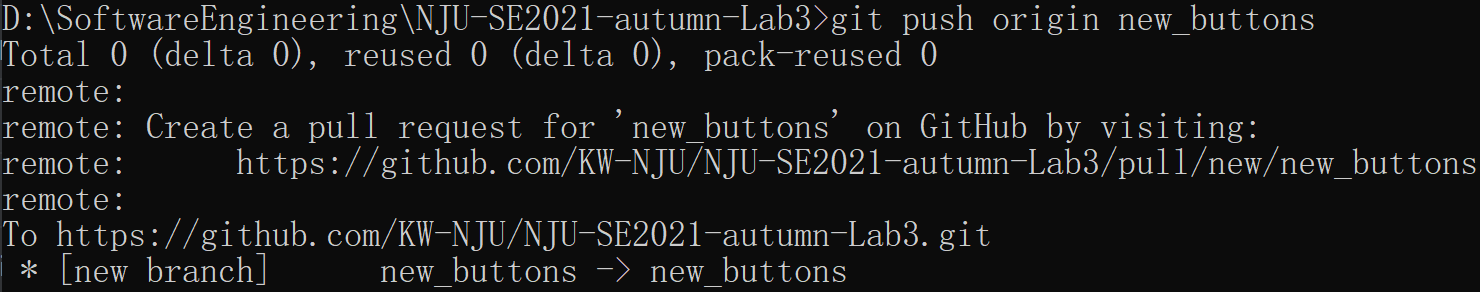 D:\SoftwareEngineering\NJU-SE2021-autumn-Lab3>git push origin new_buttons
Total 0 (delta 0), reused 0 (delta 0), pack-reused 0
remote:
remote: Create a pull request for 'new_buttons' on GitHub by visiting:
remote:      https://github.com/KW-NJU/NJU-SE2021-autumn-Lab3/pull/new/new_buttons
remote:
To https://github.com/KW-NJU/NJU-SE2021-autumn-Lab3.git
 * [new branch]      new_buttons -> new_buttons